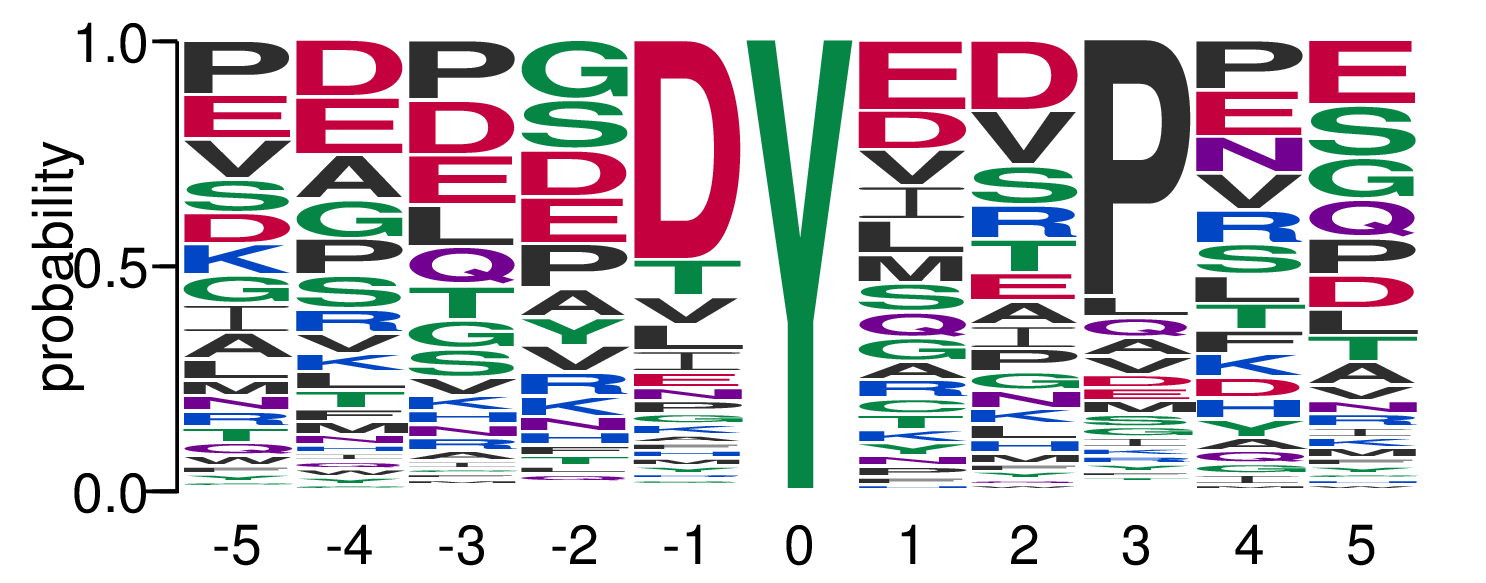 probability
1.0
0.5
0.0
P E V S D K G I A L M N R T Q W
D E A G P S R V K L T F M N
P D E L Q T G S V K H N R A
G S D E P A Y V R K N H
D T V L I E N P G K A
Y
E D V I L M S Q G A R C T K Y N P
D V S R T E A I P G N K L H M
P L Q A V D E M S G
P E N V R S L T F K D H Y A Q G I
E S G Q P D L T A V N R I K M
-5 -4 -3 -2 -1 0 1 2 3 4 5